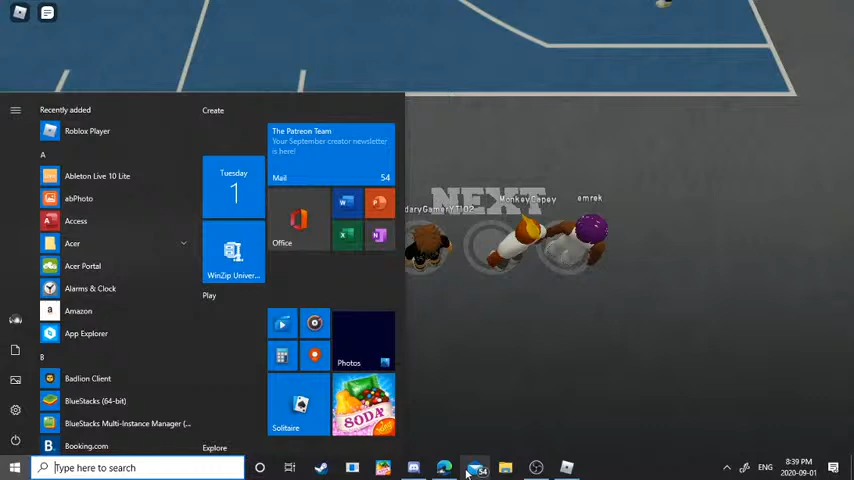 Recently added
Roblox Player
A
Ableton Live 10 Lite
abPhoto
Access
Acer
Acer Portal
Alarms & Clock
Amazon
App Explorer
B
Badlion Client
BlueStacks (64-bit)
BlueStacks Multi-Instance Manager (...
Booking.com
Create
Tuesday
1
The Patreon Team
Your September creator newsletter
is here!
Mail
54
Office
WinZip Univer...
Play
Photos
Solitaire
SODA
Explore
NEXT
daryGamerYT102
MonkeyCapey
emrek
Type here to search
54
ENG
8:39 PM
2020-09-01